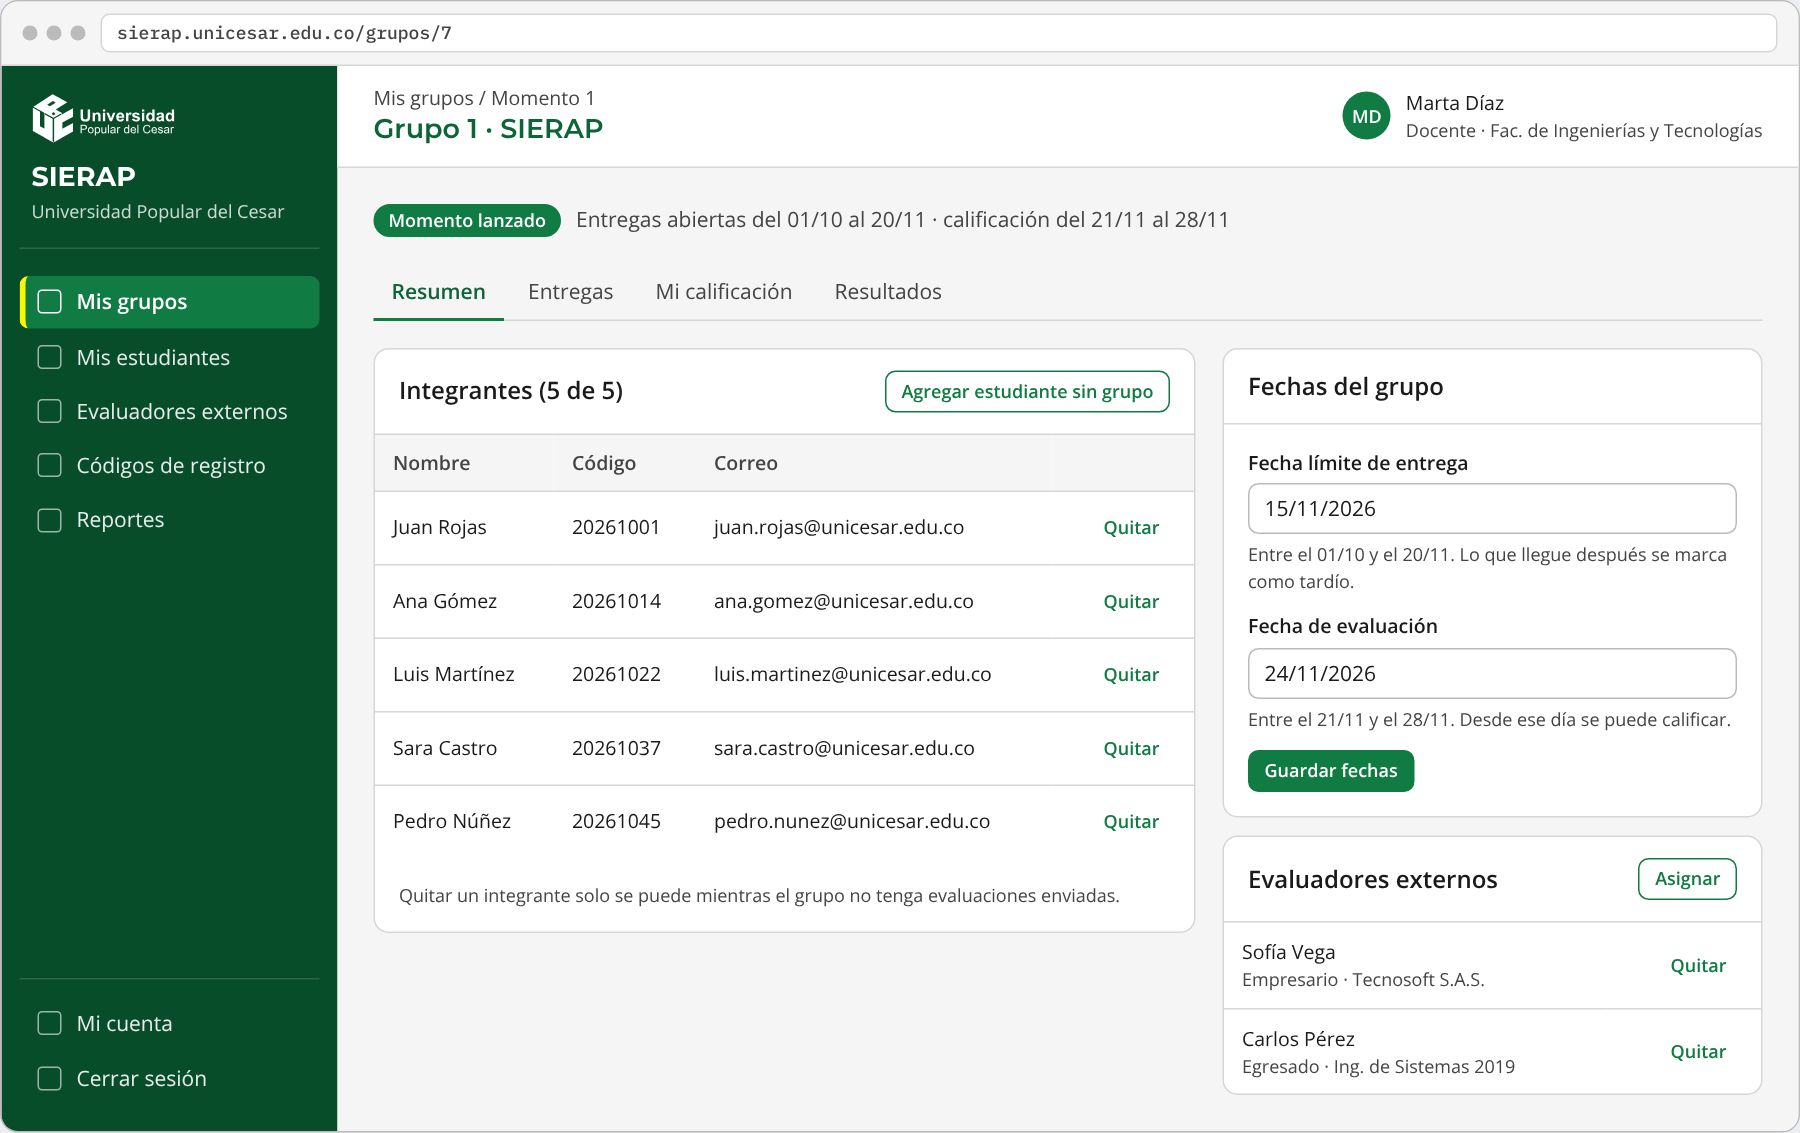 sierap.unicesar.edu.co/grupos/7
Universidad
Popular del Cesar
SIERAP
Universidad Popular del Cesar
Mis grupos
Mis estudiantes
Evaluadores externos
Códigos de registro
Reportes
Mi cuenta
Cerrar sesión
Mis grupos / Momento 1
Grupo 1 · SIERAP
MD
Marta Díaz
Docente · Fac. de Ingenierías y Tecnologías
Momento lanzado
Entregas abiertas del 01/10 al 20/11 · calificación del 21/11 al 28/11
Resumen Entregas Mi calificación Resultados
Integrantes (5 de 5)
Agregar estudiante sin grupo
Nombre Código Correo
Juan Rojas 20261001 juan.rojas@unicesar.edu.co Quitar
Ana Gómez 20261014 ana.gomez@unicesar.edu.co Quitar
Luis Martínez 20261022 luis.martinez@unicesar.edu.co Quitar
Sara Castro 20261037 sara.castro@unicesar.edu.co Quitar
Pedro Núñez 20261045 pedro.nunez@unicesar.edu.co Quitar
Quitar un integrante solo se puede mientras el grupo no tenga evaluaciones enviadas.
Fechas del grupo
Fecha límite de entrega
15/11/2026
Entre el 01/10 y el 20/11. Lo que llegue después se marca
como tardío.
Fecha de evaluación
24/11/2026
Entre el 21/11 y el 28/11. Desde ese día se puede calificar.
Guardar fechas
Evaluadores externos
Asignar
Sofía Vega
Empresario · Tecnosoft S.A.S.
Quitar
Carlos Pérez
Egresado · Ing. de Sistemas 2019
Quitar